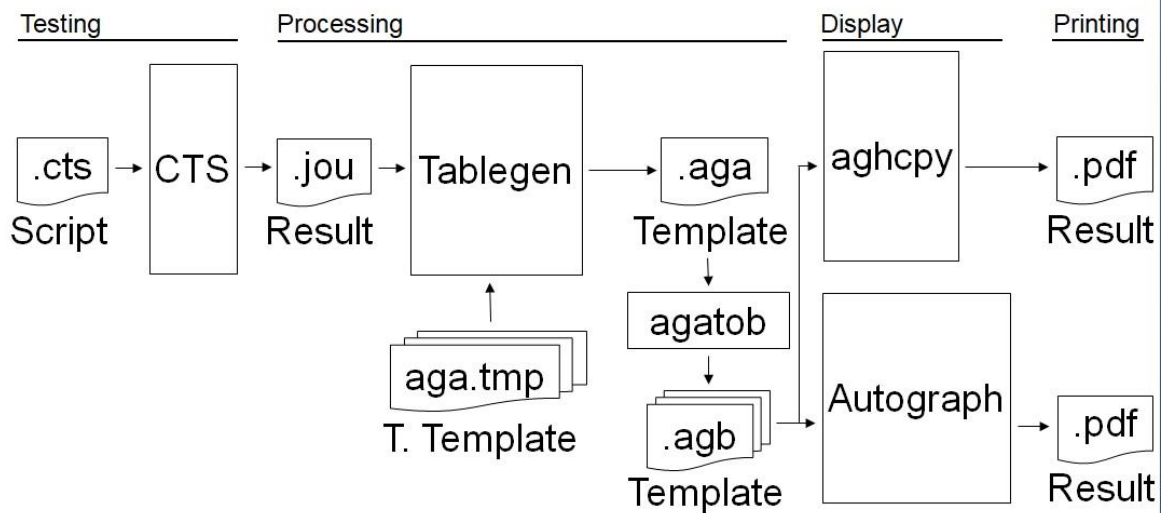 Testing
Processing
Display
Printing
.cts
CTS
.jou
Tablegen
.aga
aghcpy
.pdf
Script
Result
Template
Result
agatob
aga.tmp
Autograph
T. Template
.agb
.pdf
Template
Result